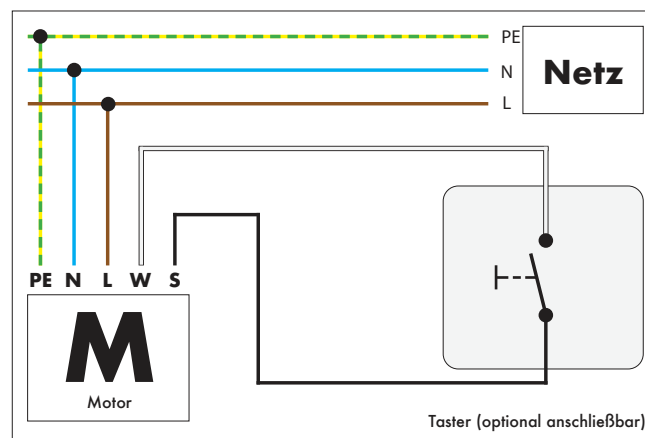 PE
N
L
Netz
PE N L W S
M
Motor
Taster (optional anschließbar)